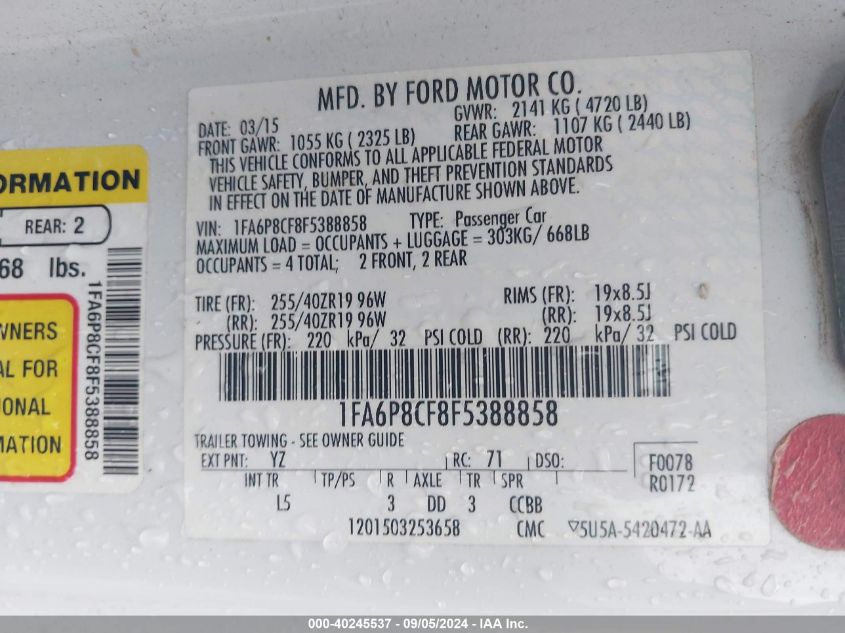 MFD. BY FORD MOTOR CO.
DATE: 03/15 GVWR: 2141 KG ( 4720 LB)
FRONT GAWR: 1055 KG ( 2325 LB) REAR GAWR: 1107 KG ( 2440 LB)
THIS VEHICLE CONFORMS TO ALL APPLICABLE FEDERAL MOTOR
VEHICLE SAFETY, BUMPER, AND THEFT PREVENTION STANDARDS
IN EFFECT ON THE DATE OF MANUFACTURE SHOWN ABOVE.
VIN: 1FA6P8CF8F5388858 TYPE: Passenger Car
MAXIMUM LOAD = OCCUPANTS + LUGGAGE = 303KG/ 668LB
OCCUPANTS = 4 TOTAL; 2 FRONT, 2 REAR
TIRE (FR): 255/40ZR19 96W RIMS (FR): 19x8.5J
(RR): 255/40ZR19 96W (RR): 19x8.5J
PRESSURE (FR): 220 kPa/ 32 PSI COLD (RR): 220 kPa/ 32 PSI COLD
1FA6P8CF8F5388858
TRAILER TOWING - SEE OWNER GUIDE
EXT PNT: YZ RC: 71 DSO: F0078
R0172
INT TR TP/PS R AXLE TR SPR
L5 3 DD 3 CCBB
1201503253658 CMC 5U5A-5420472-AA
ORMATION
REAR: 2
68 lbs.
1FA6P8CF8F5388858
WNERS
AL FOR
IONAL
MATION
000-40245537 - 09/05/2024 - IAA Inc.